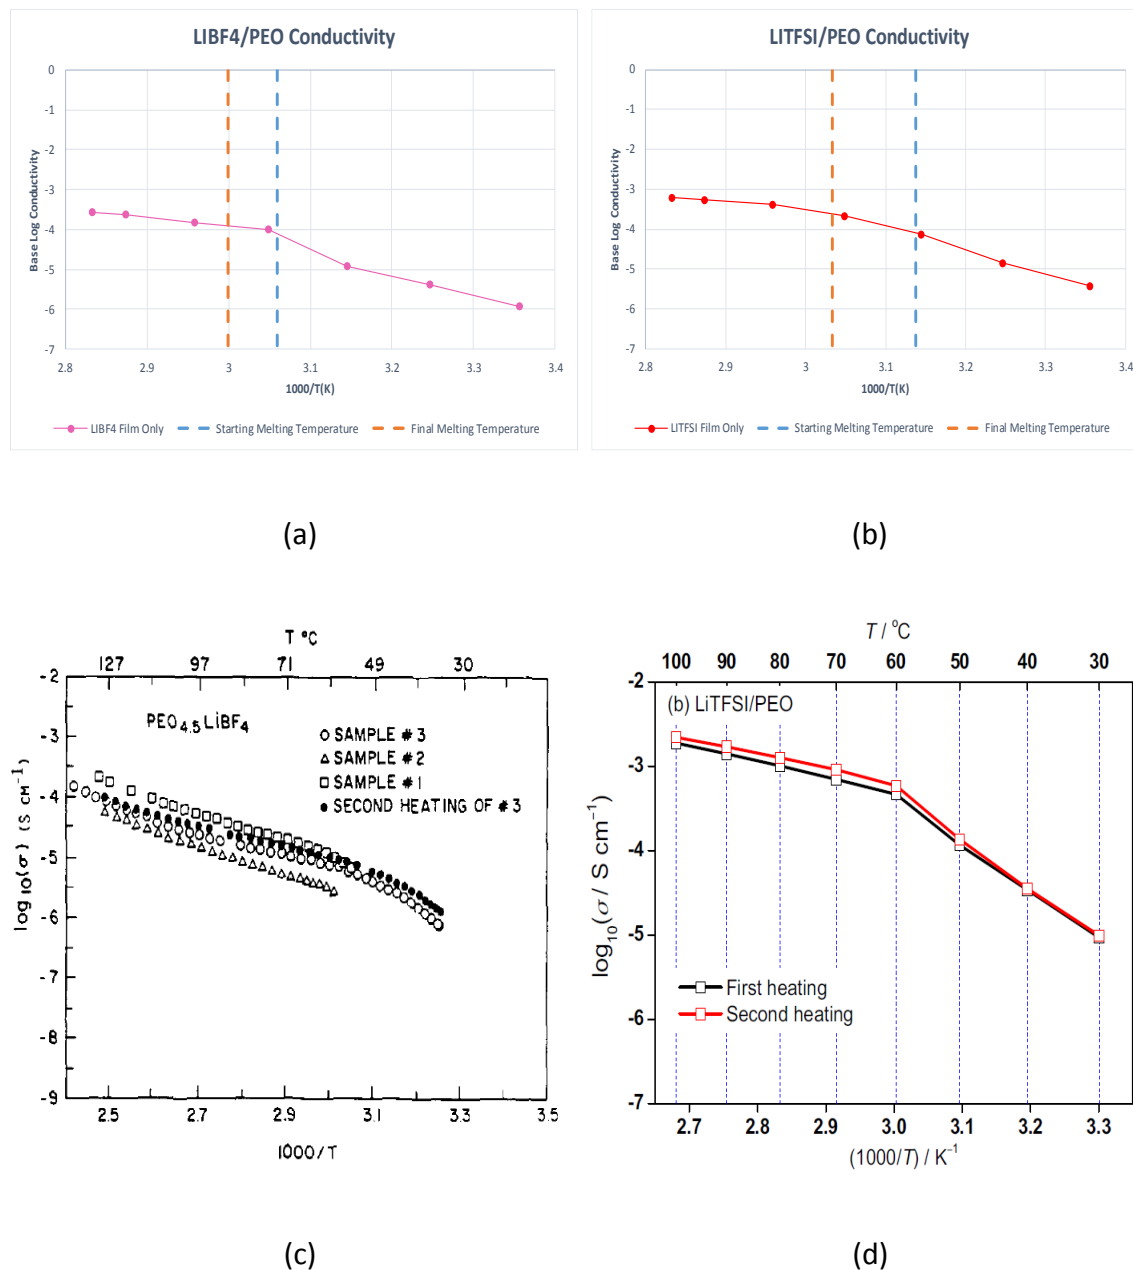 LIBF4/PEO Conductivity
0
-1
-2
-3
-4
-5
-6
-7
Base Log Conductivity
2.8 2.9 3 3.1 3.2 3.3 3.4
1000/T(K)
LIBF4 Film Only Starting Melting Temperature Final Melting Temperature
LITFSI/PEO Conductivity
0
-1
-2
-3
-4
-5
-6
-7
Base Log Conductivity
2.8 2.9 3 3.1 3.2 3.3 3.4
1000/T(K)
LITFSI Film Only Starting Melting Temperature Final Melting Temperature
(a)
(b)
T °C
127 97 71 49 30
-2
-3
-4
-5
-6
-7
-8
-9
log10(σ) (S cm⁻¹)
PEO4.5 LiBF4
SAMPLE #3
SAMPLE #2
SAMPLE #1
SECOND HEATING OF #3
2.5 2.7 2.9 3.1 3.3 3.5
1000/T
T / °C
100 90 80 70 60 50 40 30
-2
-3
-4
-5
-6
-7
log10(σ / S cm⁻¹)
(b) LiTFSI/PEO
First heating
Second heating
2.7 2.8 2.9 3.0 3.1 3.2 3.3
(1000/T) / K⁻¹
(c)
(d)